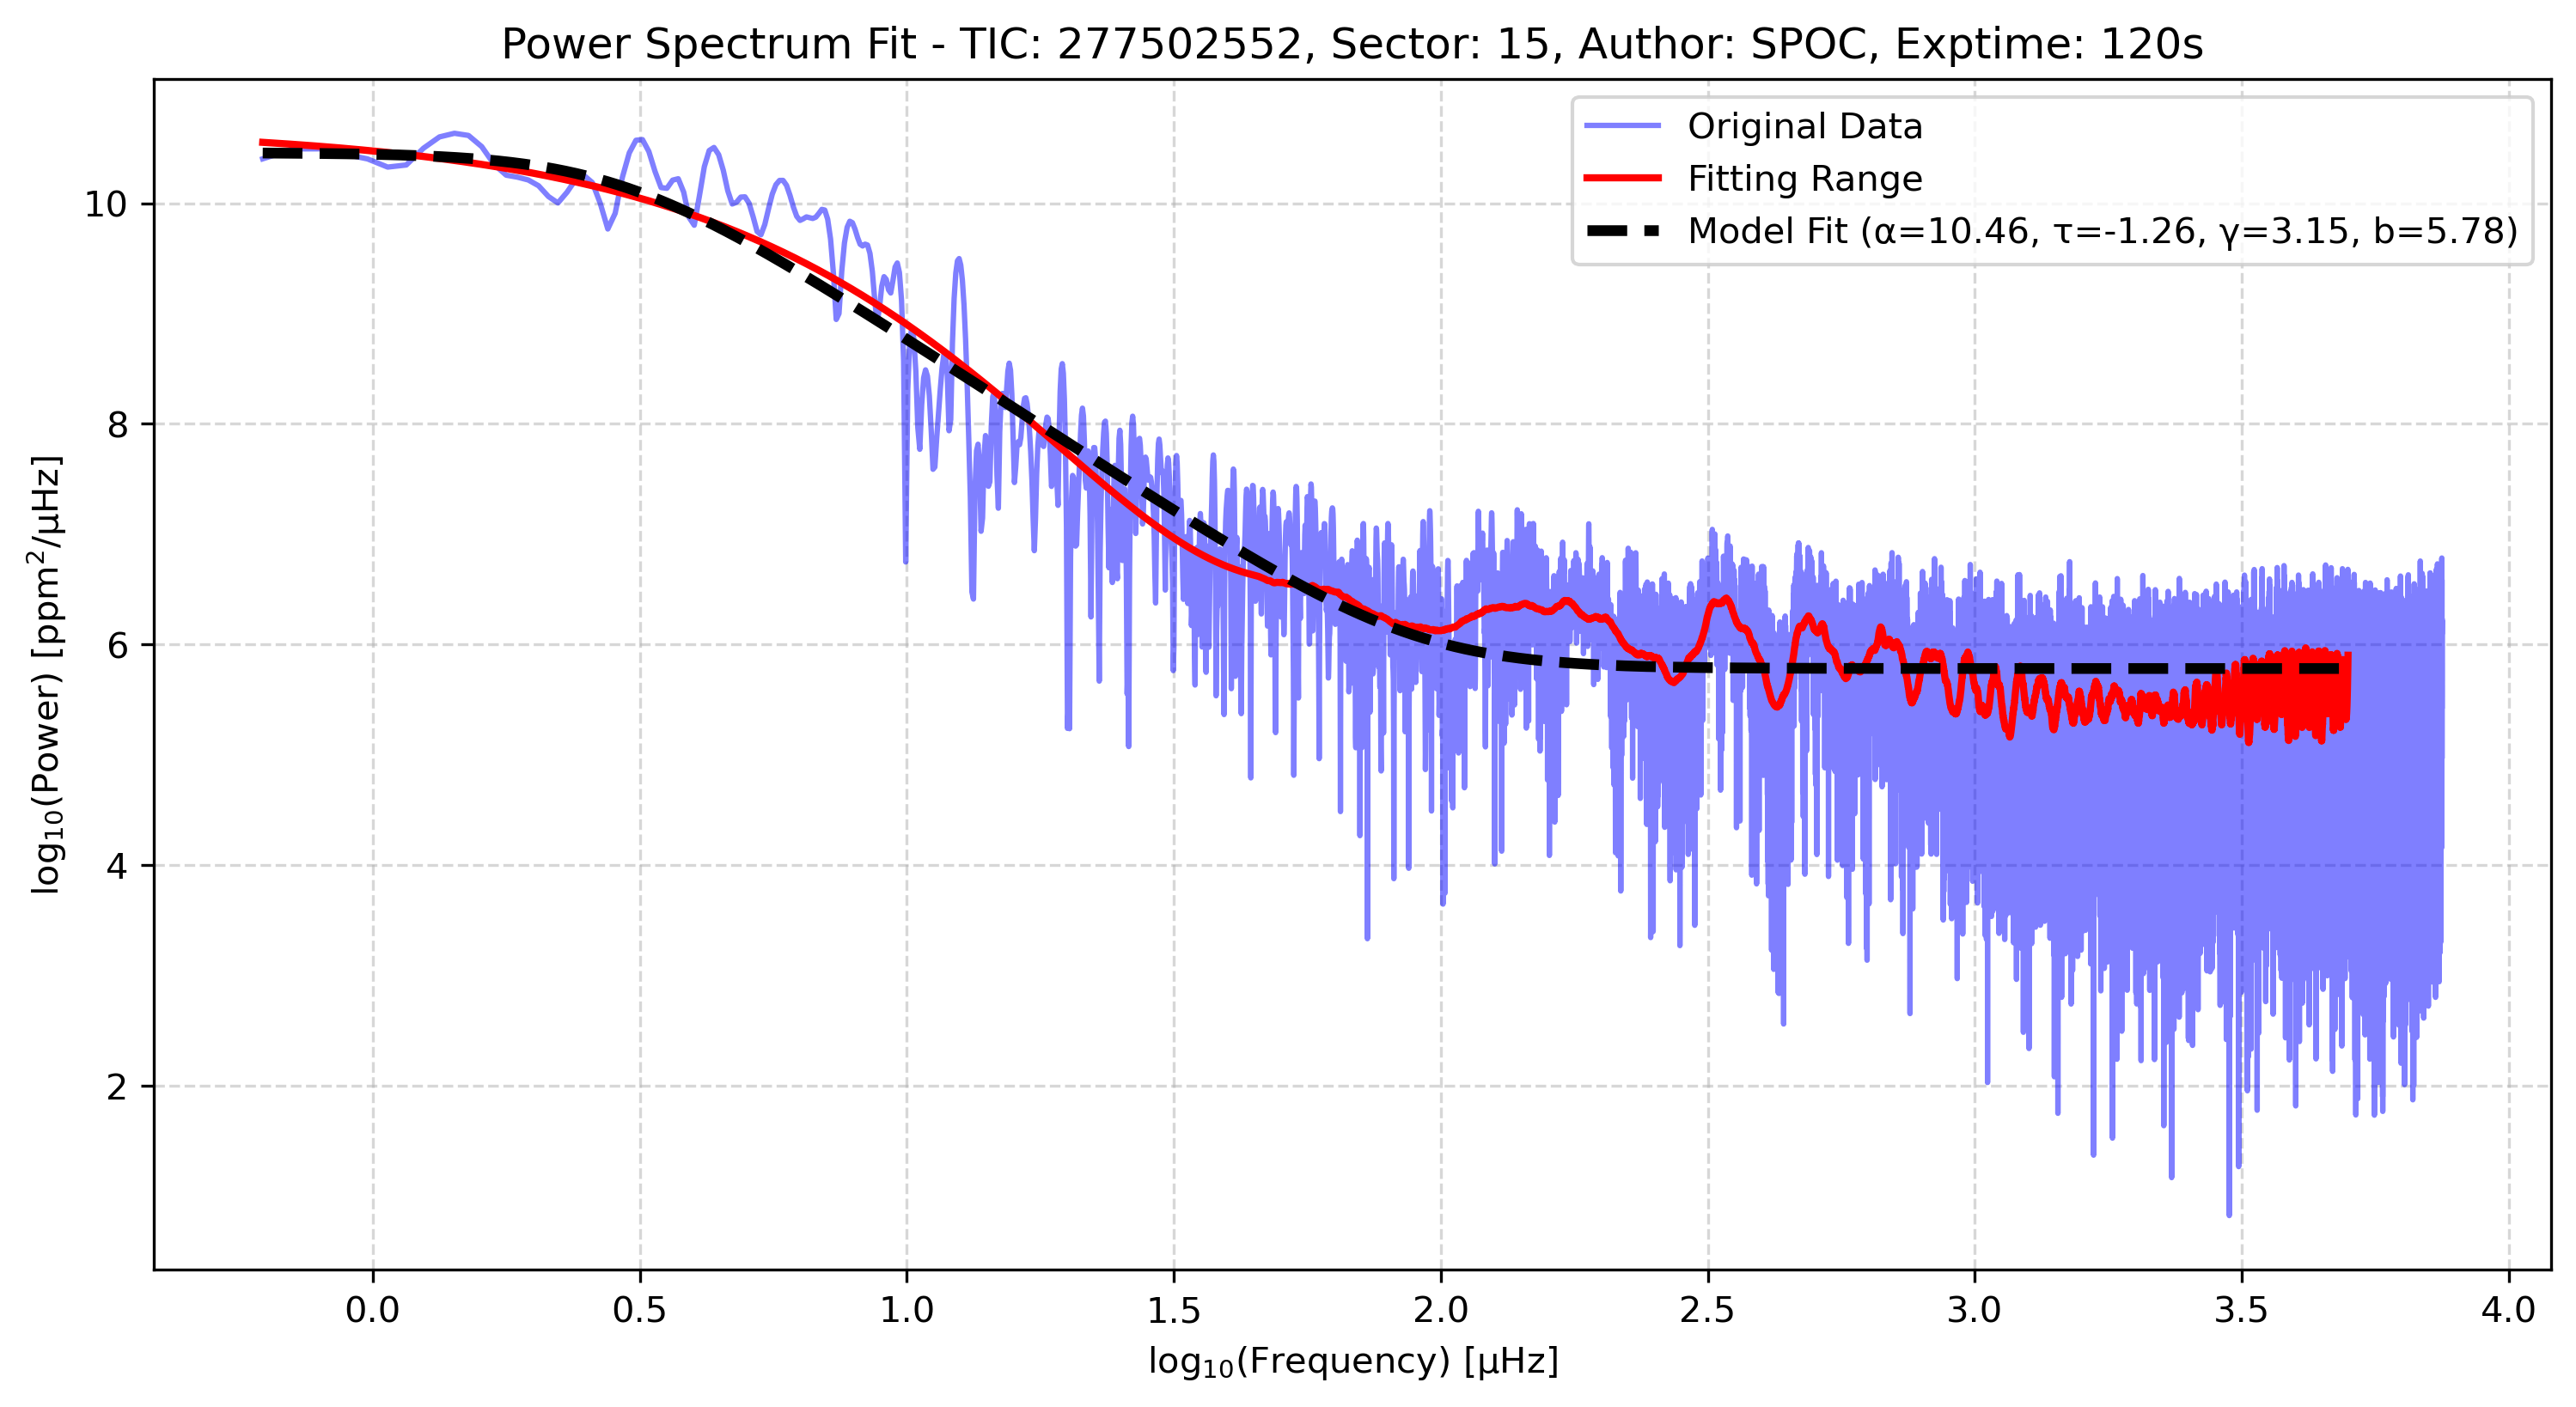 Power Spectrum Fit - TIC: 277502552, Sector: 15, Author: SPOC, Exptime: 120s
Original Data
Fitting Range
Model Fit (α=10.46, τ=-1.26, γ=3.15, b=5.78)
log₁₀(Power) [ppm²/μHz]
10
8
6
4
2
0.0 0.5 1.0 1.5 2.0 2.5 3.0 3.5 4.0
log₁₀(Frequency) [μHz]